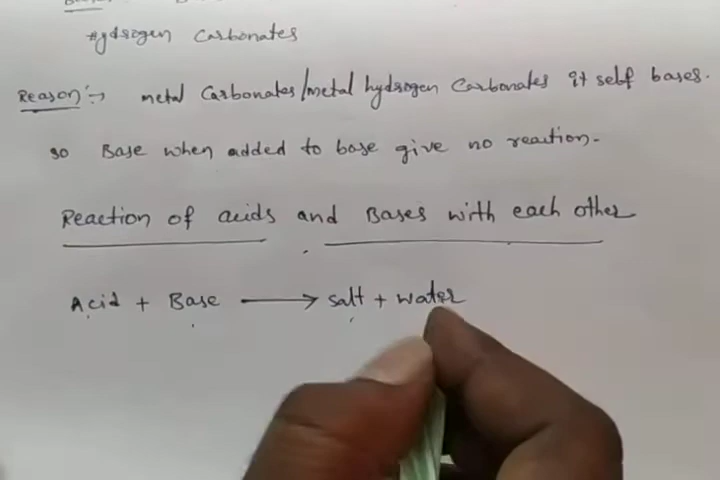 Hydrogen Carbonates
Reason :→ metal Carbonates/metal hydrogen Carbonates it self bases.
so Base when added to base give no reaction.
Reaction of acids and Bases with each other
Acid + Base ⟶ salt + water